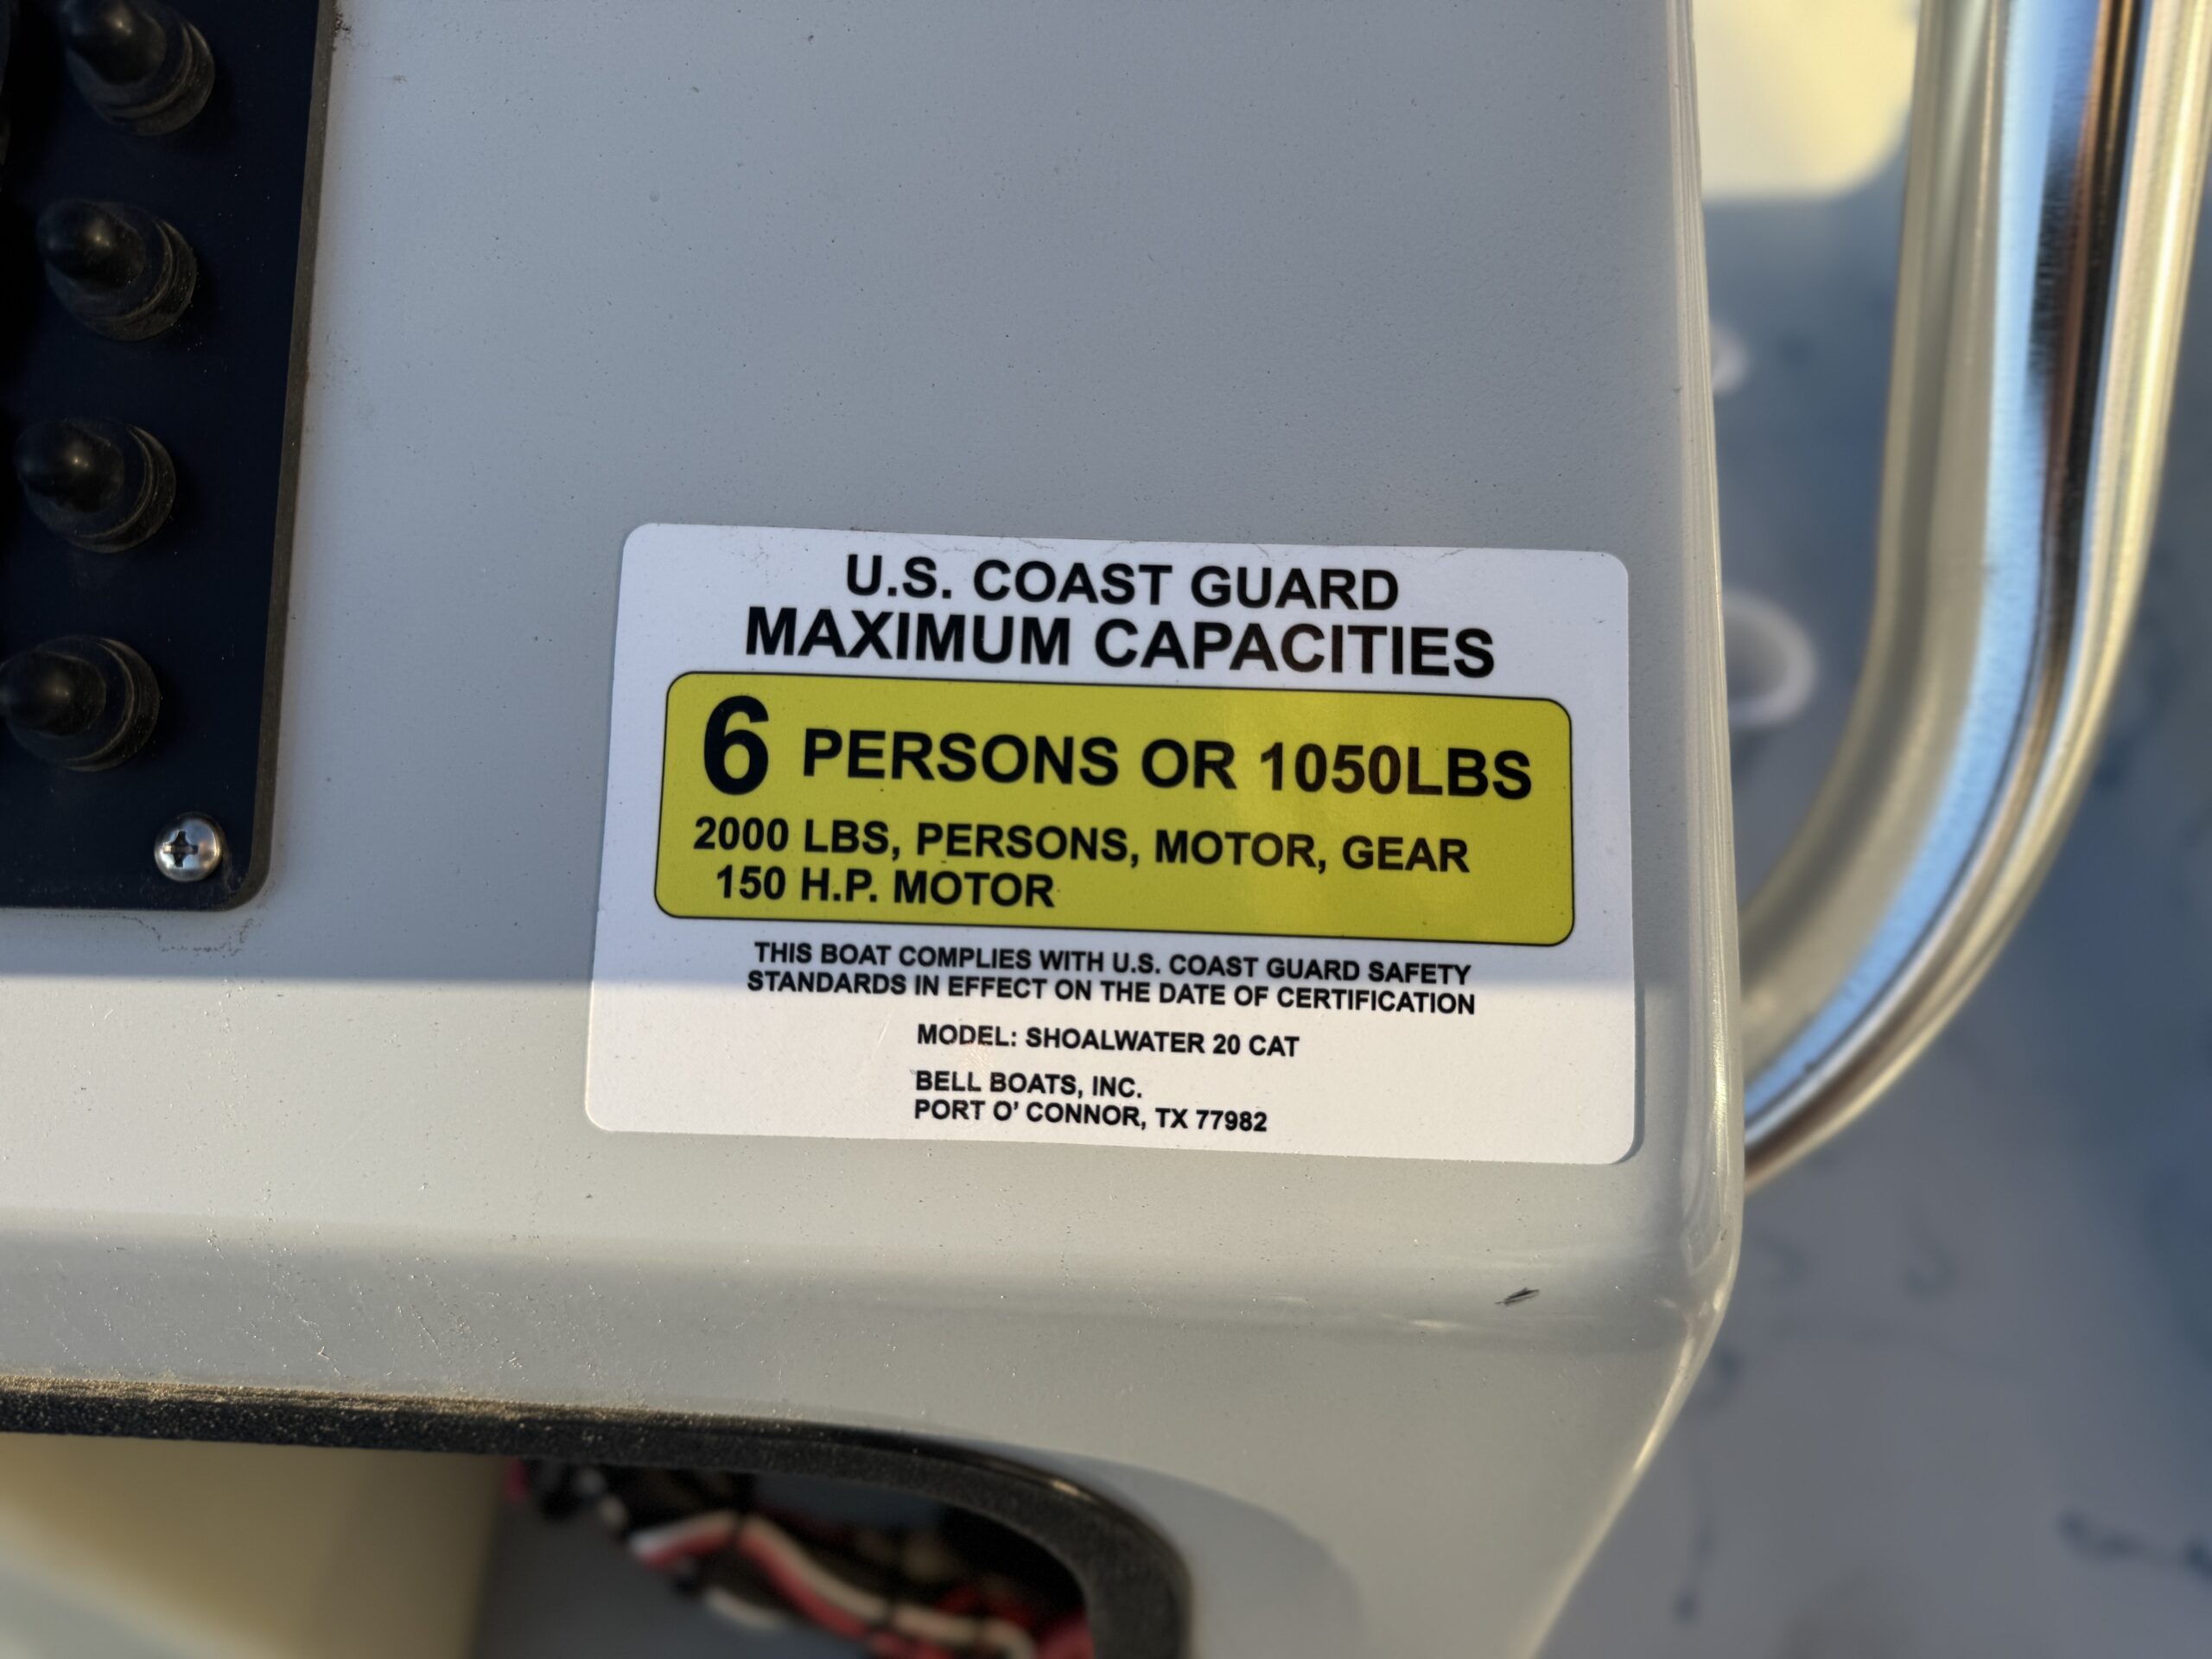 U.S. COAST GUARD
MAXIMUM CAPACITIES
6 PERSONS OR 1050LBS
2000 LBS, PERSONS, MOTOR, GEAR
150 H.P. MOTOR
THIS BOAT COMPLIES WITH U.S. COAST GUARD SAFETY
STANDARDS IN EFFECT ON THE DATE OF CERTIFICATION
MODEL: SHOALWATER 20 CAT
BELL BOATS, INC.
PORT O' CONNOR, TX 77982